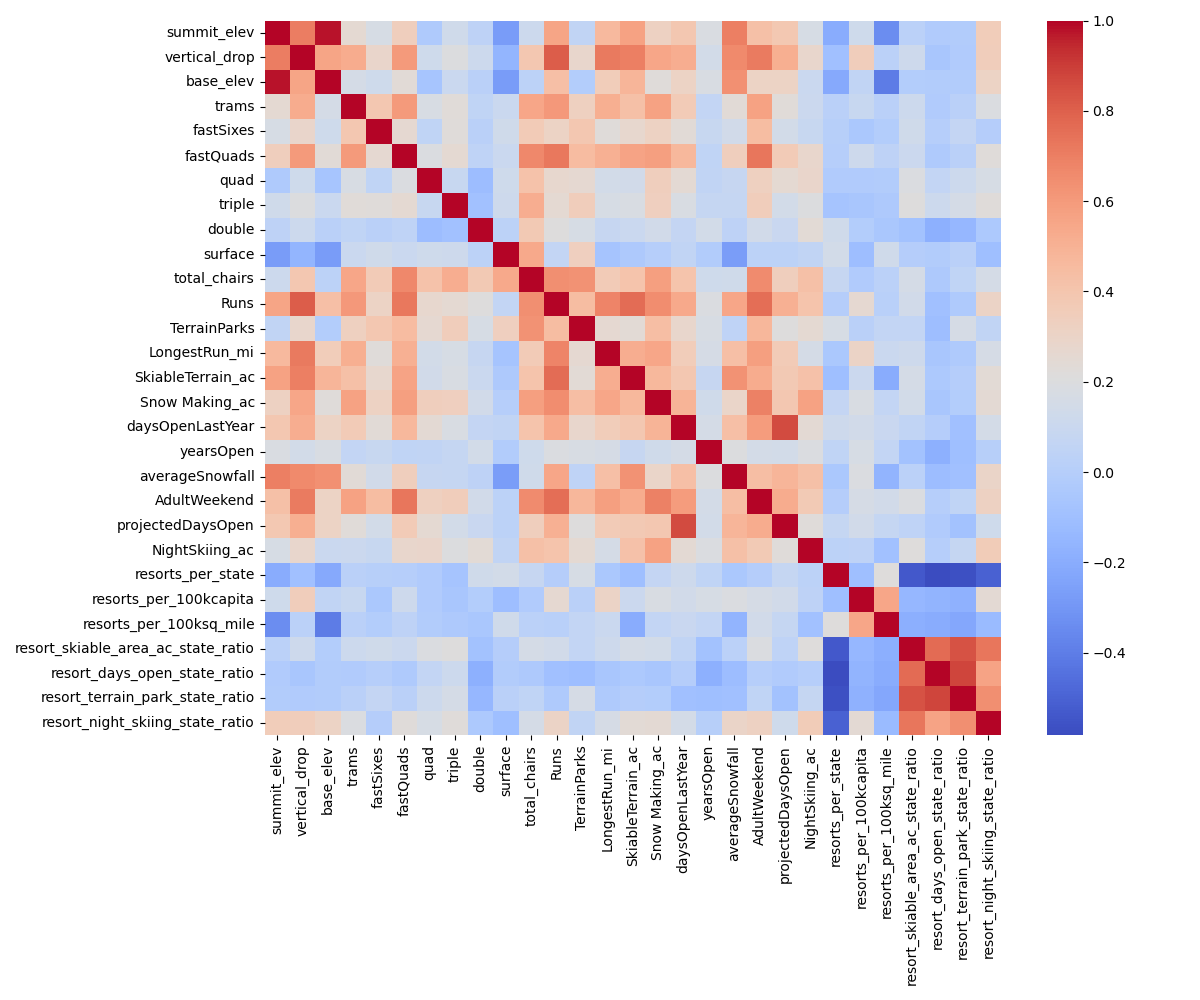 summit_elev
vertical_drop
base_elev
trams
fastSixes
fastQuads
quad
triple
double
surface
total_chairs
Runs
TerrainParks
LongestRun_mi
SkiableTerrain_ac
Snow Making_ac
daysOpenLastYear
yearsOpen
averageSnowfall
AdultWeekend
projectedDaysOpen
NightSkiing_ac
resorts_per_state
resorts_per_100kcapita
resorts_per_100ksq_mile
resort_skiable_area_ac_state_ratio
resort_days_open_state_ratio
resort_terrain_park_state_ratio
resort_night_skiing_state_ratio
summit_elev
vertical_drop
base_elev
trams
fastSixes
fastQuads
quad
triple
double
surface
total_chairs
Runs
TerrainParks
LongestRun_mi
SkiableTerrain_ac
Snow Making_ac
daysOpenLastYear
yearsOpen
averageSnowfall
AdultWeekend
projectedDaysOpen
NightSkiing_ac
resorts_per_state
resorts_per_100kcapita
resorts_per_100ksq_mile
resort_skiable_area_ac_state_ratio
resort_days_open_state_ratio
resort_terrain_park_state_ratio
resort_night_skiing_state_ratio
1.0
0.8
0.6
0.4
0.2
0.0
−0.2
−0.4